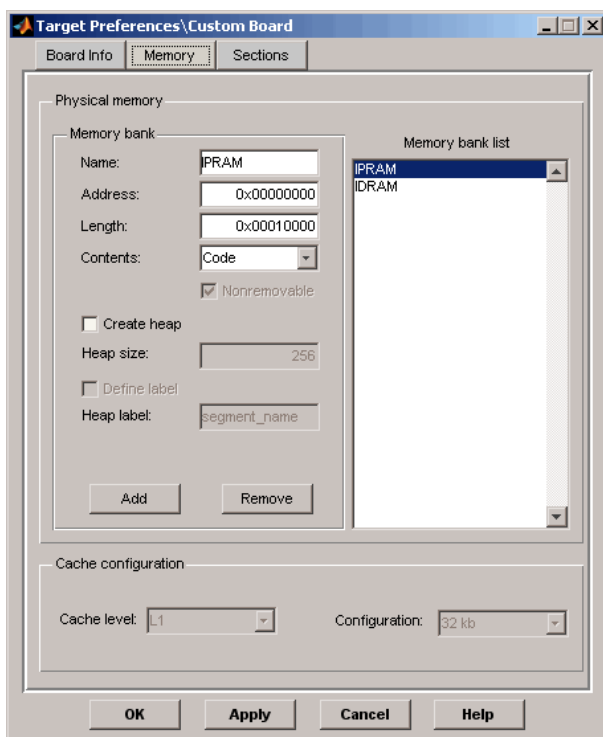 Target Preferences\Custom Board
Board Info Memory Sections
Physical memory
Memory bank
Memory bank list
Name: IPRAM
Address: 0x00000000
Length: 0x00010000
Contents: Code
Nonremovable
Create heap
Heap size: 256
Define label
Heap label: segment_name
Add Remove
IPRAM
IDRAM
Cache configuration
Cache level: L1 Configuration: 32 kb
OK Apply Cancel Help